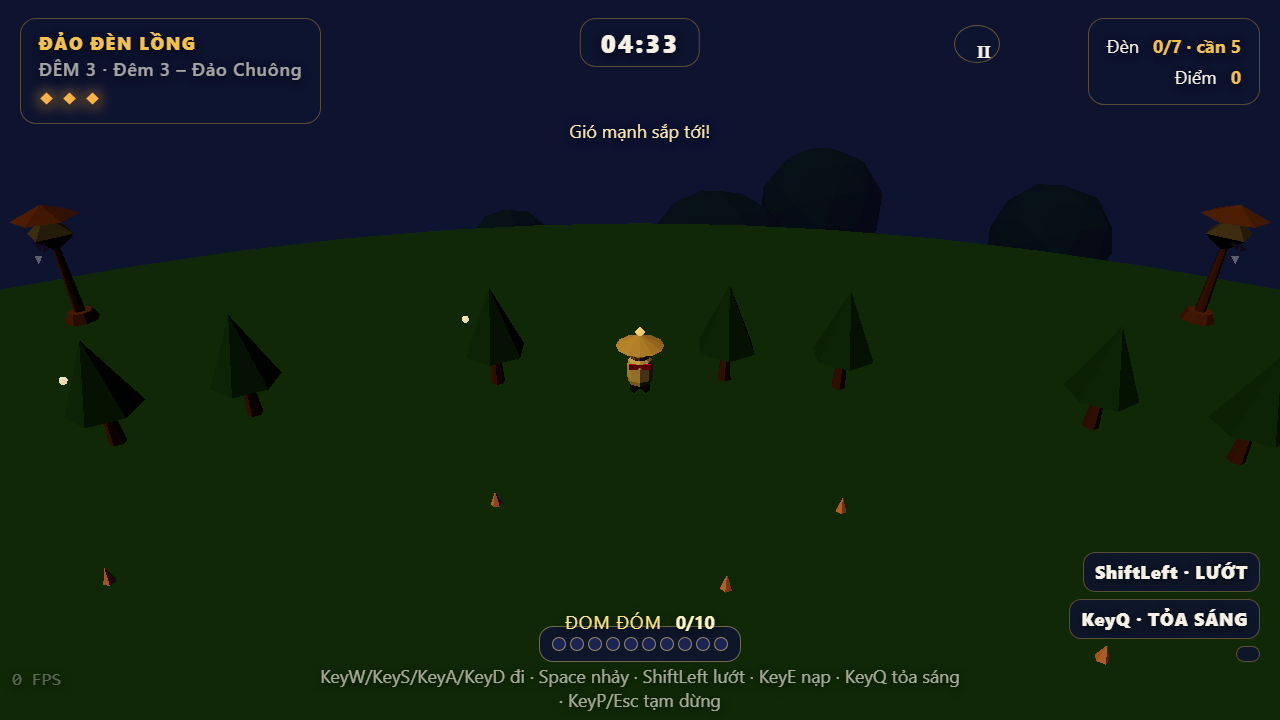 ĐẢO ĐÈN LỒNG
ĐÊM 3 · Đêm 3 – Đảo Chuông
04:33
II
Đèn 0/7 · cần 5
Điểm 0
Gió mạnh sắp tới!
ShiftLeft · LƯỚT
KeyQ · TỎA SÁNG
ĐOM ĐÓM 0/10
0 FPS
KeyW/KeyS/KeyA/KeyD đi · Space nhảy · ShiftLeft lướt · KeyE nạp · KeyQ tỏa sáng
· KeyP/Esc tạm dừng